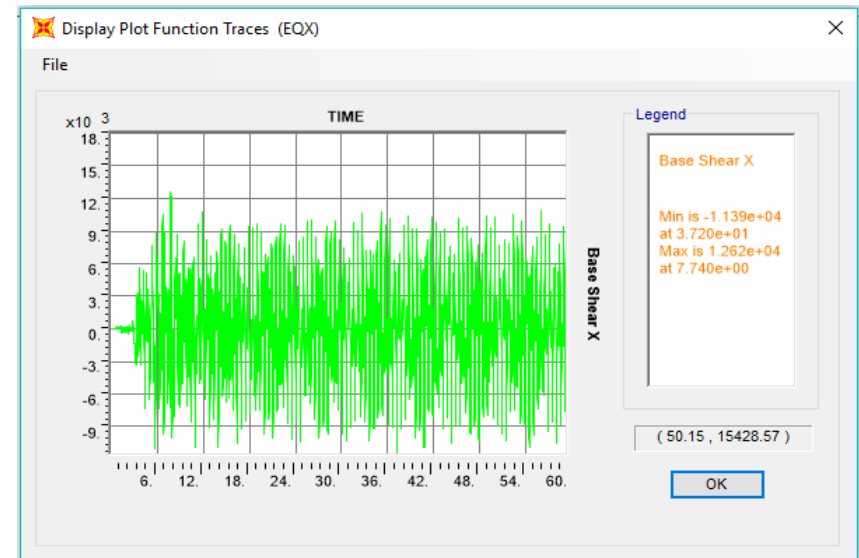 Display Plot Function Traces (EQX)
File
x10 3
TIME
18.
15.
12.
9.
6.
3.
0.
-3.
-6.
-9.
6. 12. 18. 24. 30. 36. 42. 48. 54. 60.
Base Shear X
Legend
Base Shear X
Min is -1.139e+04
at 3.720e+01
Max is 1.262e+04
at 7.740e+00
( 50.15 , 15428.57 )
OK